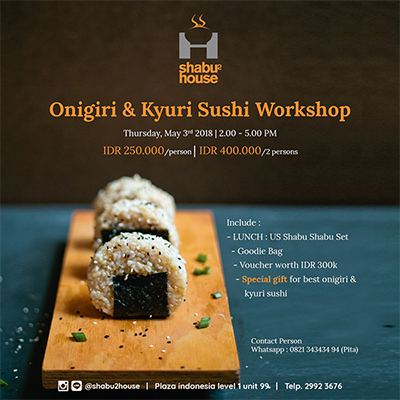 shabu²
house
Onigiri & Kyuri Sushi Workshop
Thursday, May 3rd 2018 | 2.00 - 5.00 PM
IDR 250.000/person | IDR 400.000/2 persons
Include :
- LUNCH : US Shabu Shabu Set
- Goodie Bag
- Voucher worth IDR 300k
- Special gift for best onigiri &
kyuri sushi
Contact Person
Whatsapp : 0821 343434 94 (Pita)
@shabu2house | Plaza indonesia level 1 unit 99 | Telp. 2992 3676